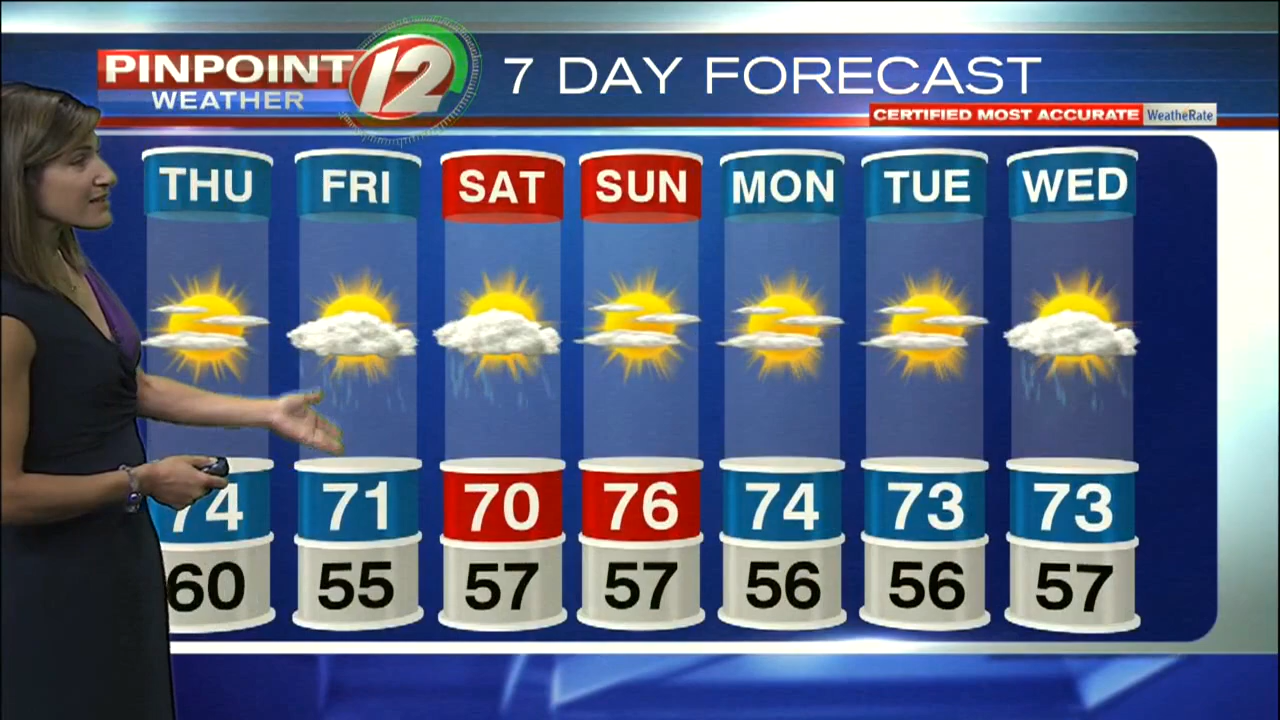 PINPOINT 12
WEATHER
7 DAY FORECAST
CERTIFIED MOST ACCURATE WeatheRate
THU FRI SAT SUN MON TUE WED
74 71 70 76 74 73 73
60 55 57 57 56 56 57